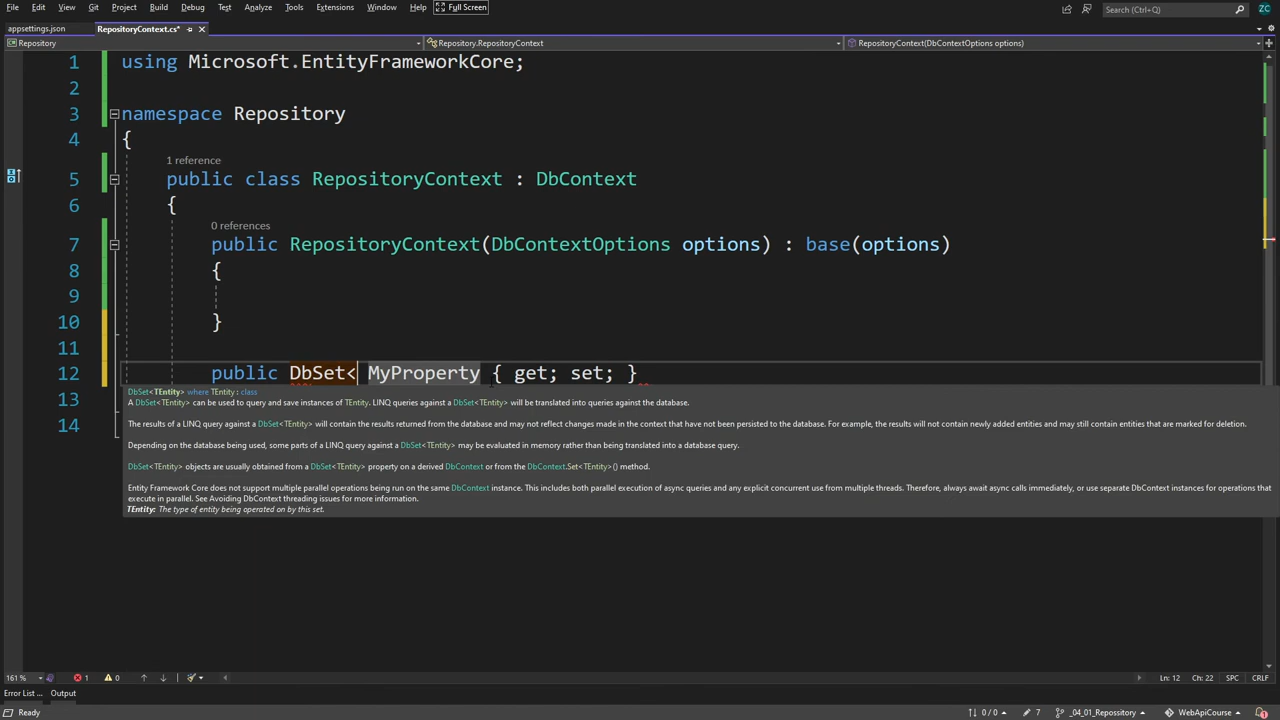 File Edit View Git Project Build Debug Test Analyze Tools Extensions Window Help Full Screen Search (Ctrl+Q) ZC
appsettings.json RepositoryContext.cs*
Repository Repository.RepositoryContext RepositoryContext(DbContextOptions options)
1 using Microsoft.EntityFrameworkCore;
2
3 namespace Repository
4 {
1 reference
5 public class RepositoryContext : DbContext
6 {
0 references
7 public RepositoryContext(DbContextOptions options) : base(options)
8 {
9
10 }
11
12 public DbSet< MyProperty { get; set; }
13 DbSet<TEntity> where TEntity : class
A DbSet<TEntity> can be used to query and save instances of TEntity. LINQ queries against a DbSet<TEntity> will be translated into queries against the database.
14 The results of a LINQ query against a DbSet<TEntity> will contain the results returned from the database and may not reflect changes made in the context that have not been persisted to the database. For example, the results will not contain newly added entities and may still contain entities that are marked for deletion.
Depending on the database being used, some parts of a LINQ query against a DbSet<TEntity> may be evaluated in memory rather than being translated into a database query.
DbSet<TEntity> objects are usually obtained from a DbSet<TEntity> property on a derived DbContext or from the DbContext.Set<TEntity>() method.
Entity Framework Core does not support multiple parallel operations being run on the same DbContext instance. This includes both parallel execution of async queries and any explicit concurrent use from multiple threads. Therefore, always await async calls immediately, or use separate DbContext instances for operations that
execute in parallel. See Avoiding DbContext threading issues for more information.
TEntity: The type of entity being operated on by this set.
161 % 1 0 Ln: 12 Ch: 22 SPC CRLF
Error List ... Output
Ready 0 / 0 7 _04_01_Repossitory WebApiCourse 1